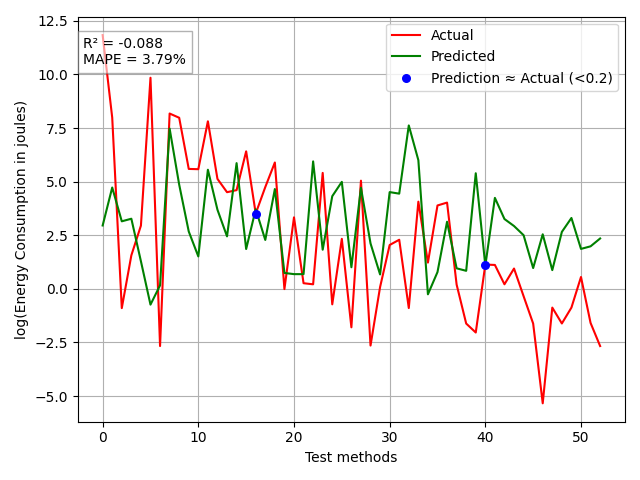 R² = -0.088
MAPE = 3.79%
Actual
Predicted
Prediction ≈ Actual (<0.2)
12.5
10.0
7.5
5.0
2.5
0.0
−2.5
−5.0
log(Energy Consumption in joules)
0 10 20 30 40 50
Test methods